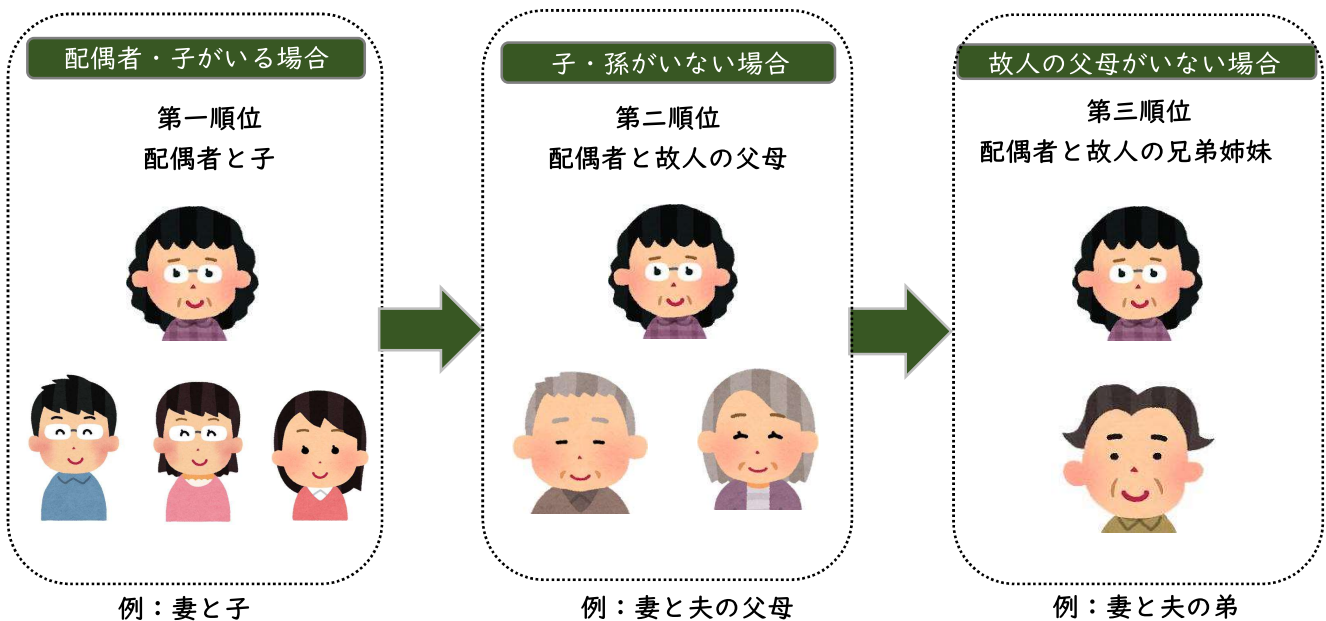 配偶者・子がいる場合
第一順位
配偶者と子
例：妻と子
子・孫がいない場合
第二順位
配偶者と故人の父母
例：妻と夫の父母
故人の父母がいない場合
第三順位
配偶者と故人の兄弟姉妹
例：妻と夫の弟